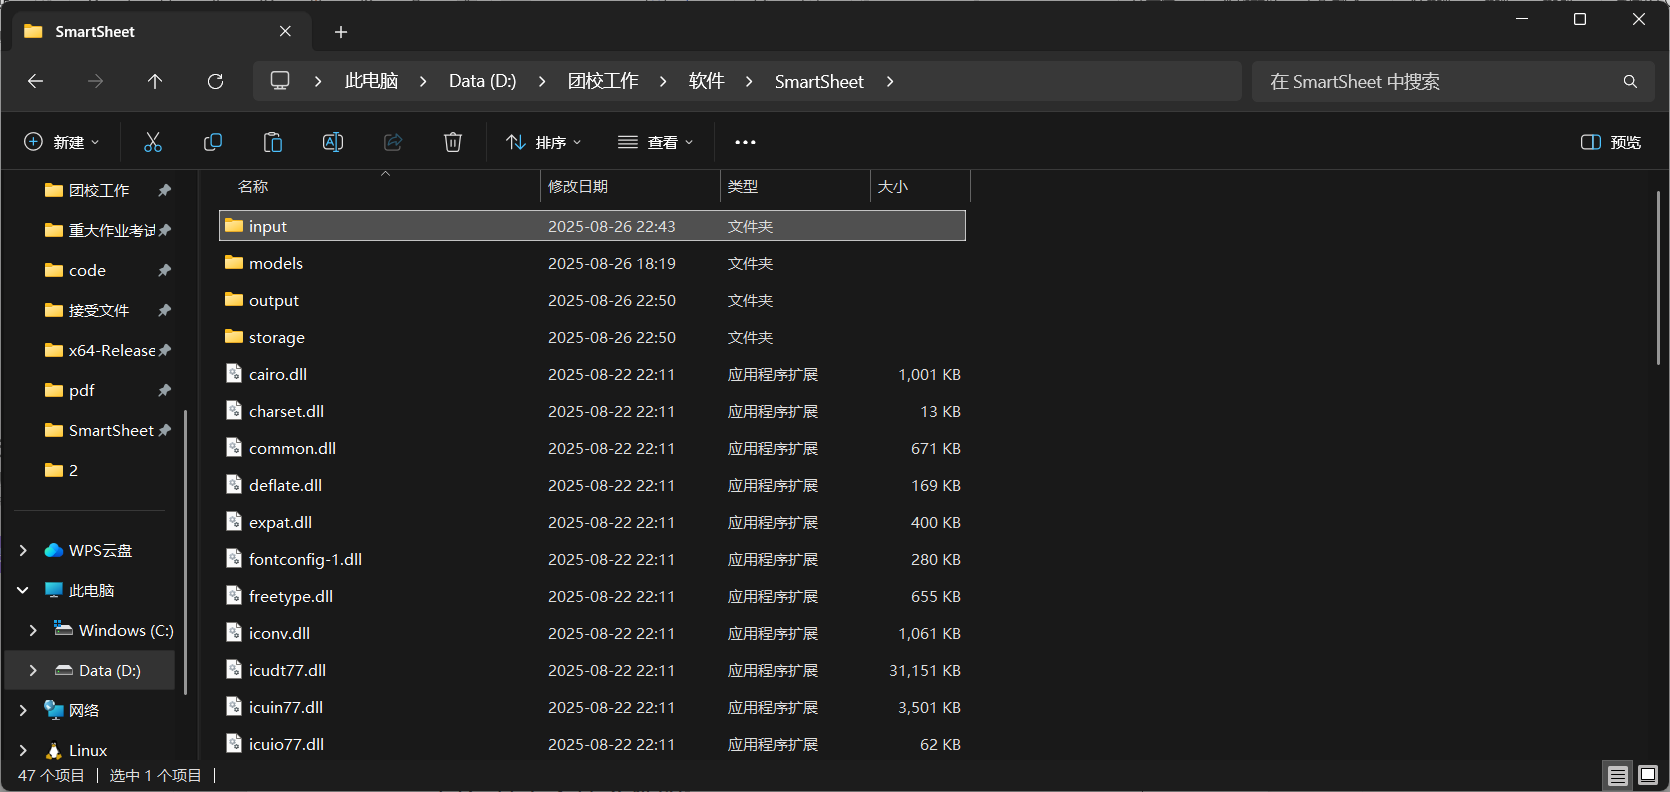 SmartSheet
此电脑 > Data (D:) > 团校工作 > 软件 > SmartSheet >
在 SmartSheet 中搜索
新建 排序 查看 ••• 预览
团校工作
重大作业考试
code
接受文件
x64-Release
pdf
SmartSheet
2
WPS云盘
此电脑
Windows (C:)
Data (D:)
网络
Linux
名称 修改日期 类型 大小
input 2025-08-26 22:43 文件夹
models 2025-08-26 18:19 文件夹
output 2025-08-26 22:50 文件夹
storage 2025-08-26 22:50 文件夹
cairo.dll 2025-08-22 22:11 应用程序扩展 1,001 KB
charset.dll 2025-08-22 22:11 应用程序扩展 13 KB
common.dll 2025-08-22 22:11 应用程序扩展 671 KB
deflate.dll 2025-08-22 22:11 应用程序扩展 169 KB
expat.dll 2025-08-22 22:11 应用程序扩展 400 KB
fontconfig-1.dll 2025-08-22 22:11 应用程序扩展 280 KB
freetype.dll 2025-08-22 22:11 应用程序扩展 655 KB
iconv.dll 2025-08-22 22:11 应用程序扩展 1,061 KB
icudt77.dll 2025-08-22 22:11 应用程序扩展 31,151 KB
icuin77.dll 2025-08-22 22:11 应用程序扩展 3,501 KB
icuio77.dll 2025-08-22 22:11 应用程序扩展 62 KB
47 个项目 | 选中 1 个项目 |